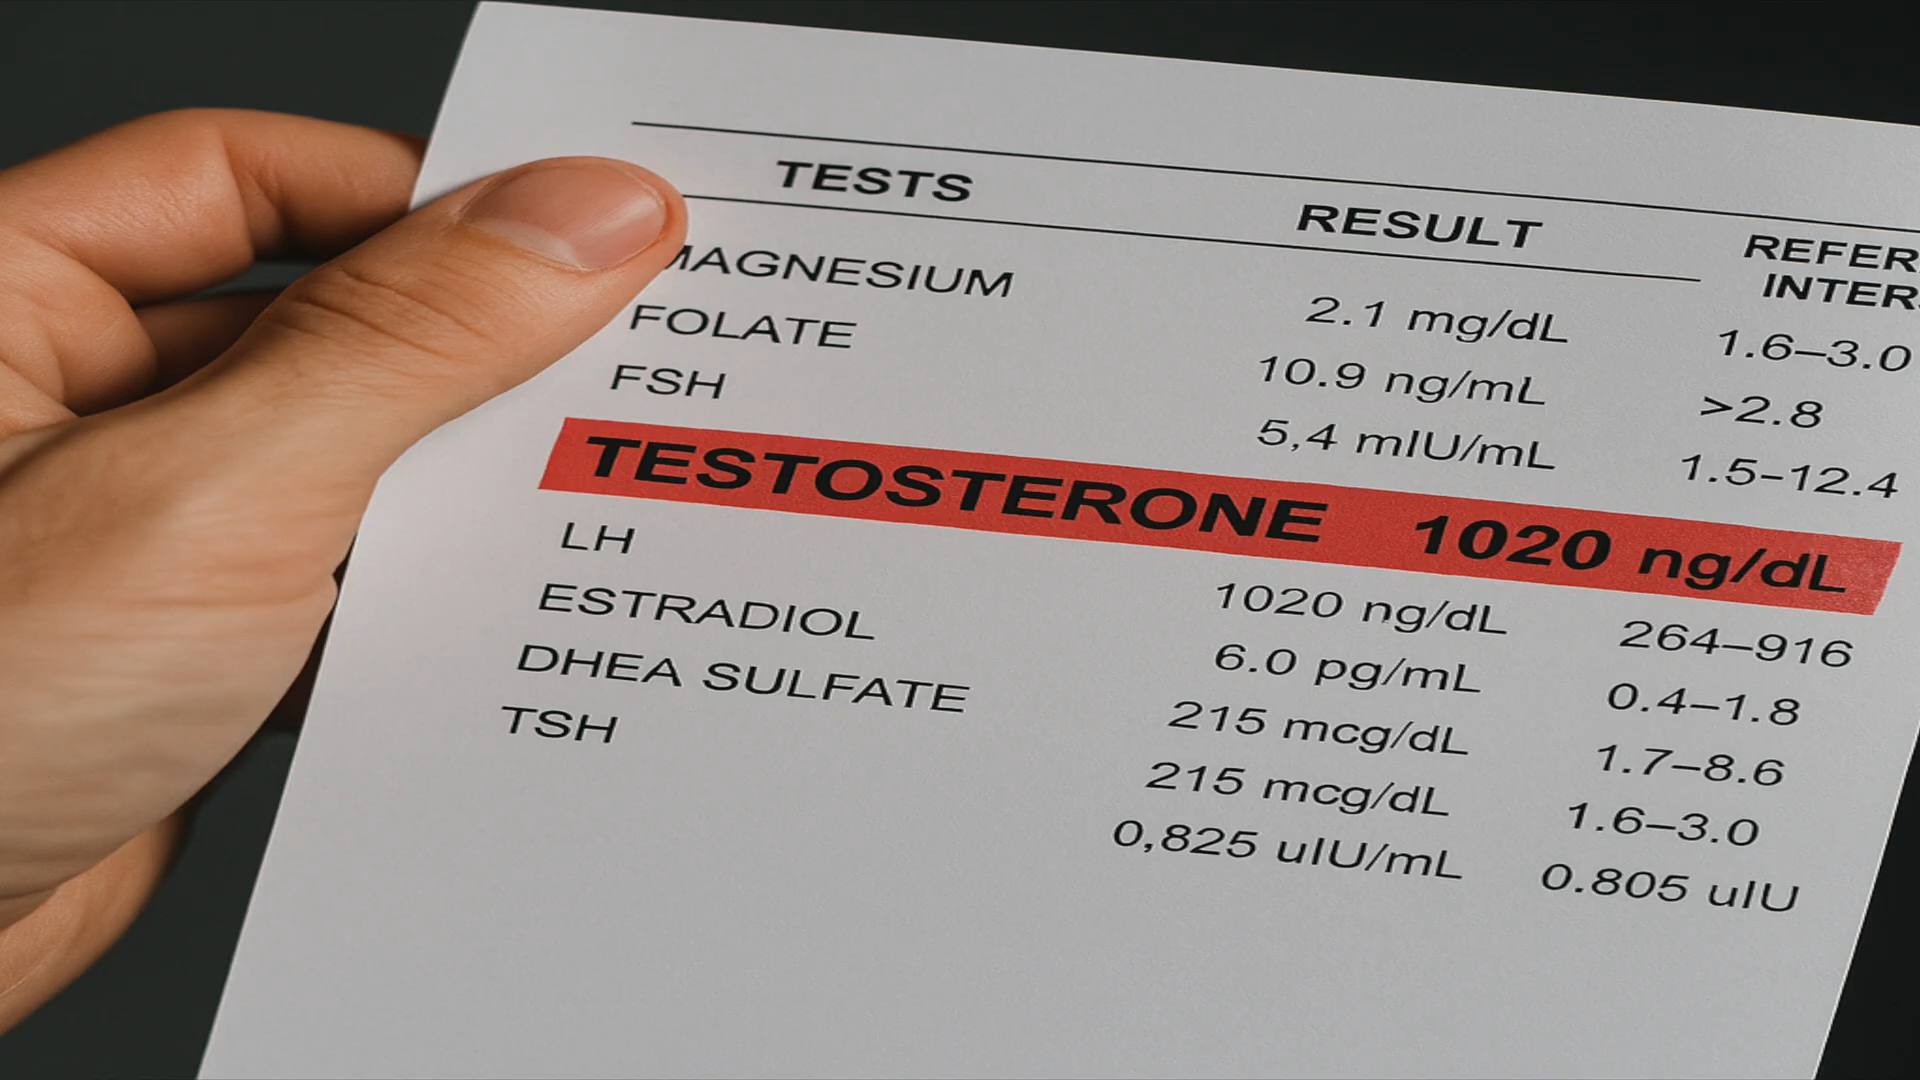 TESTS RESULT REFER
INTER
MAGNESIUM 2.1 mg/dL 1.6–3.0
FOLATE 10.9 ng/mL >2.8
FSH 5,4 mIU/mL 1.5-12.4
TESTOSTERONE 1020 ng/dL
LH 1020 ng/dL 264–916
ESTRADIOL 6.0 pg/mL 0.4–1.8
DHEA SULFATE 215 mcg/dL 1.7–8.6
TSH 215 mcg/dL 1.6–3.0
0,825 uIU/mL 0.805 uIU